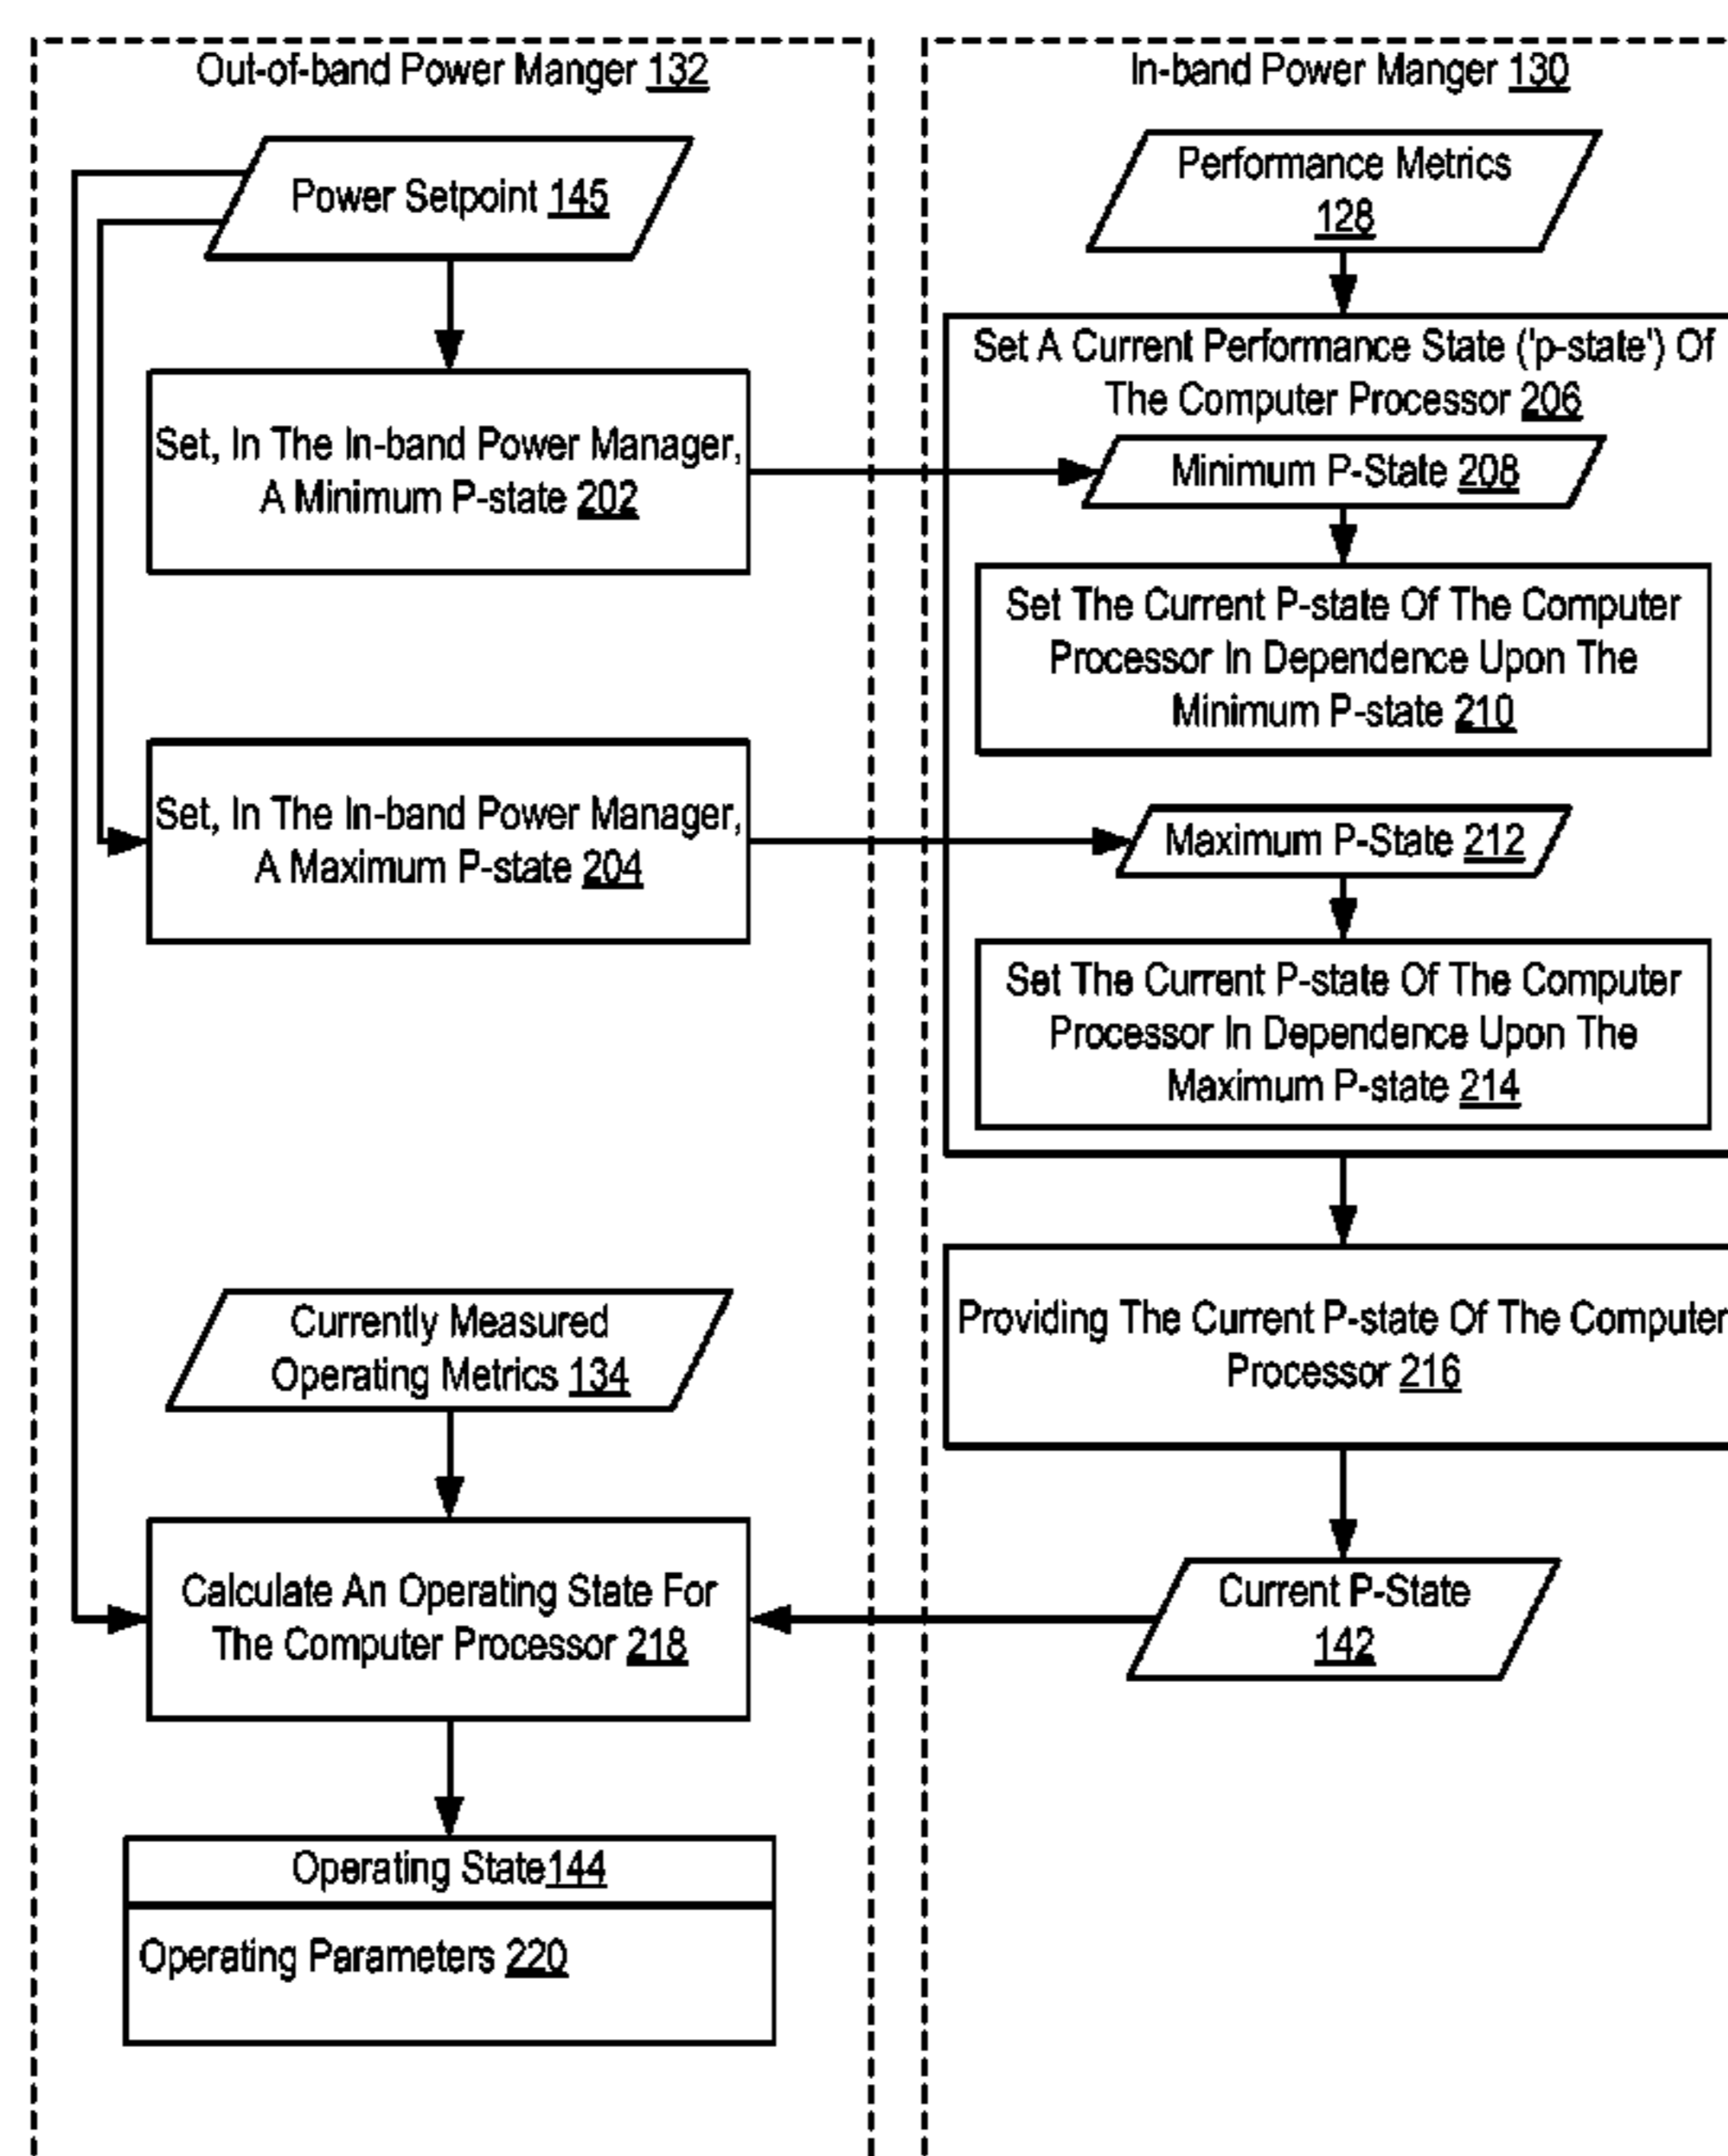 Out-of-band Power Manger 132
Power Setpoint 145
Set, In The In-band Power Manager,
A Minimum P-state 202
Set, In The In-band Power Manager,
A Maximum P-state 204
Currently Measured
Operating Metrics 134
Calculate An Operating State For
The Computer Processor 218
Operating State144
Operating Parameters 220
In-band Power Manger 130
Performance Metrics
128
Set A Current Performance State ('p-state') Of
The Computer Processor 206
Minimum P-State 208
Set The Current P-state Of The Computer
Processor In Dependence Upon The
Minimum P-state 210
Maximum P-State 212
Set The Current P-state Of The Computer
Processor In Dependence Upon The
Maximum P-state 214
Providing The Current P-state Of The Computer
Processor 216
Current P-State
142